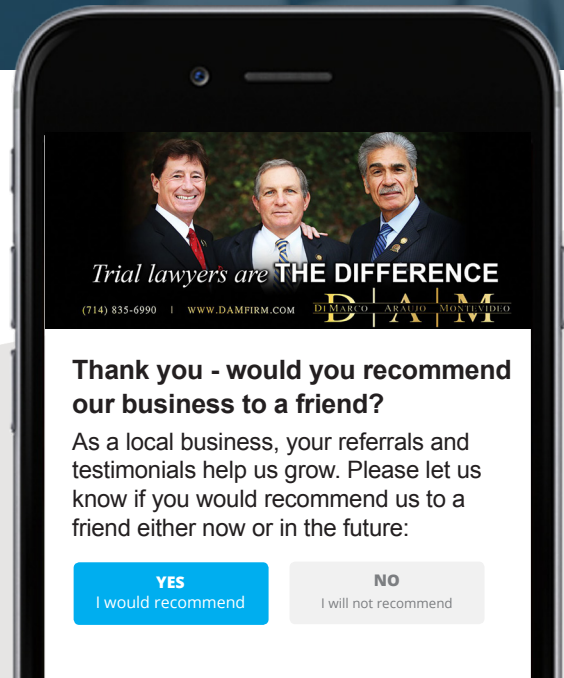 Trial lawyers are THE DIFFERENCE
(714) 835-6990 | WWW.DAMFIRM.COM
D|A|M
DI MARCO ARAUJO MONTEVIDEO
Thank you - would you recommend
our business to a friend?
As a local business, your referrals and
testimonials help us grow. Please let us
know if you would recommend us to a
friend either now or in the future:
YES
I would recommend
NO
I will not recommend